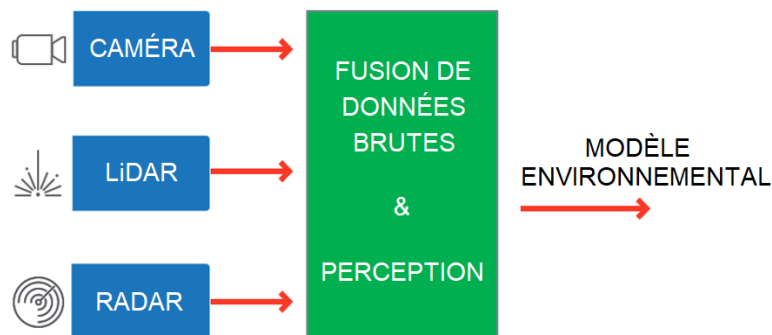 CAMÉRA
LiDAR
RADAR
FUSION DE
DONNÉES
BRUTES
&
PERCEPTION
MODÈLE
ENVIRONNEMENTAL